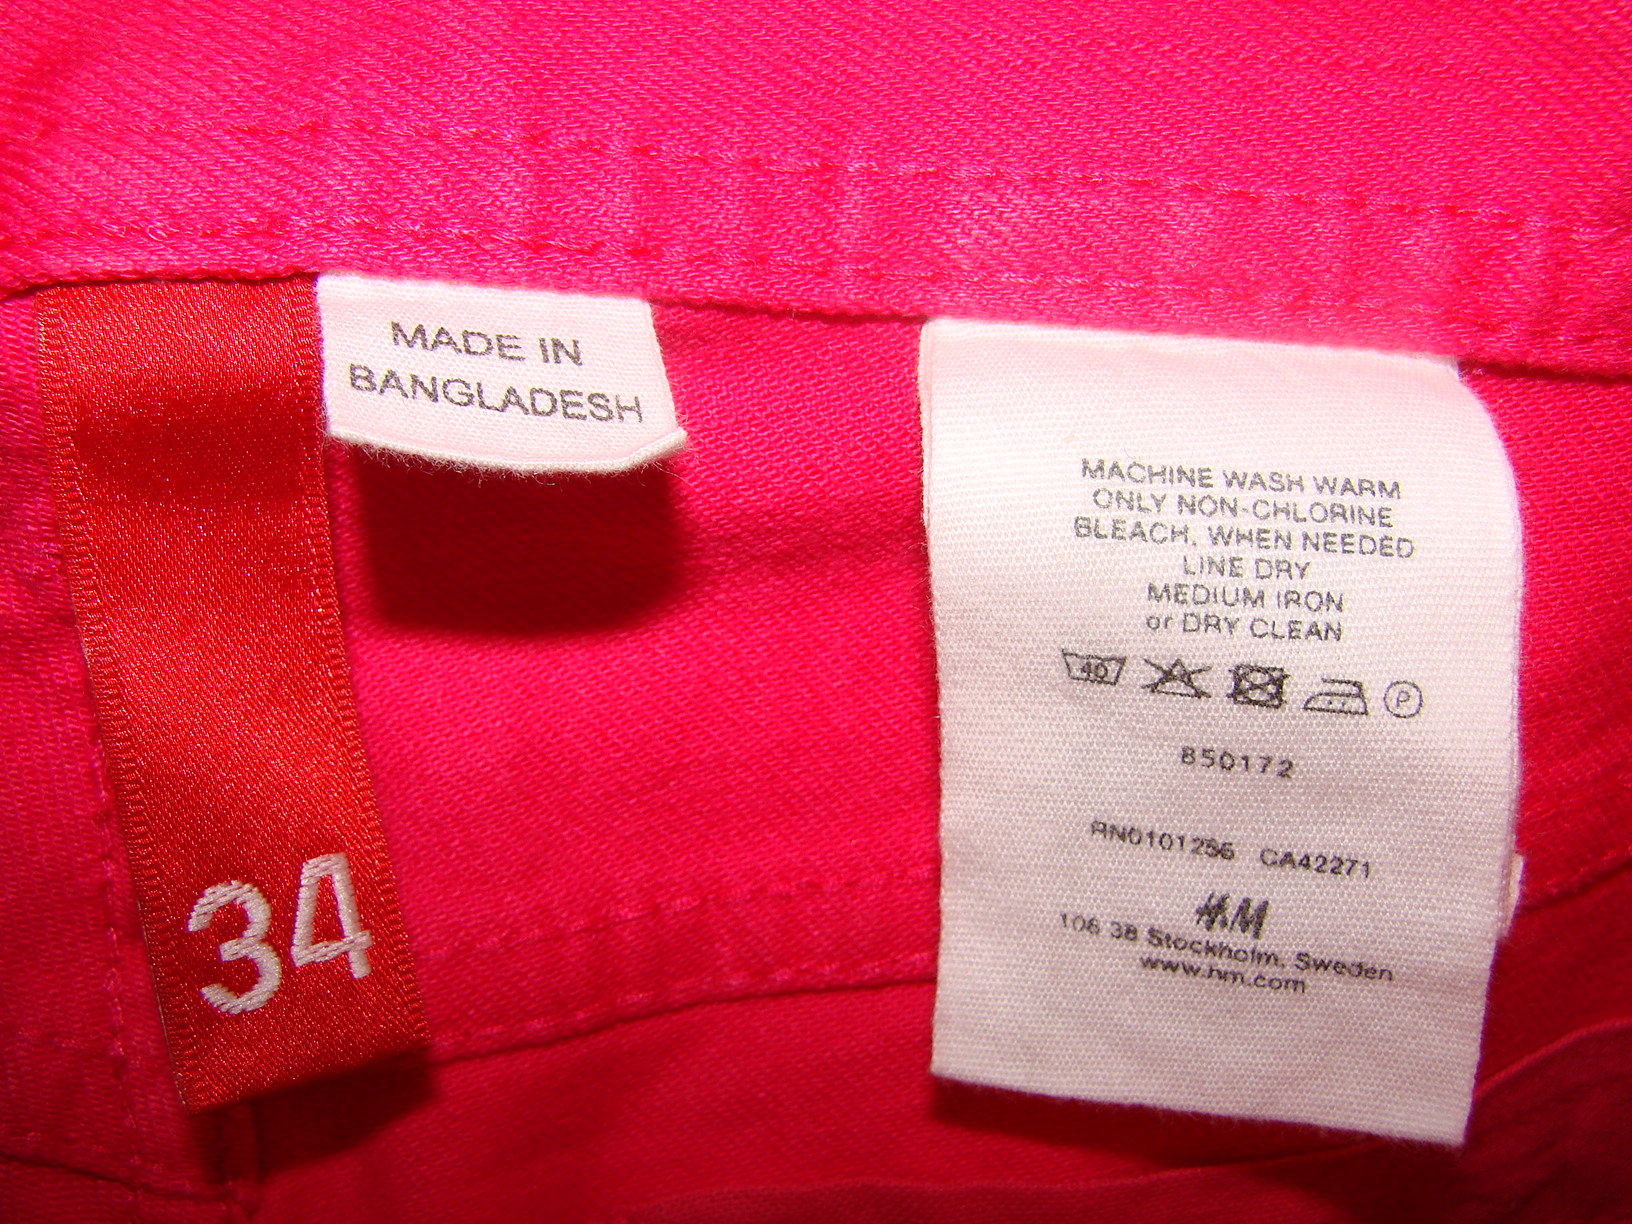 34
MADE IN
BANGLADESH
MACHINE WASH WARM
ONLY NON-CHLORINE
BLEACH, WHEN NEEDED
LINE DRY
MEDIUM IRON
or DRY CLEAN
40 P
850172
RN0101256 CA42271
H&M
106 38 Stockholm, Sweden
www.hm.com